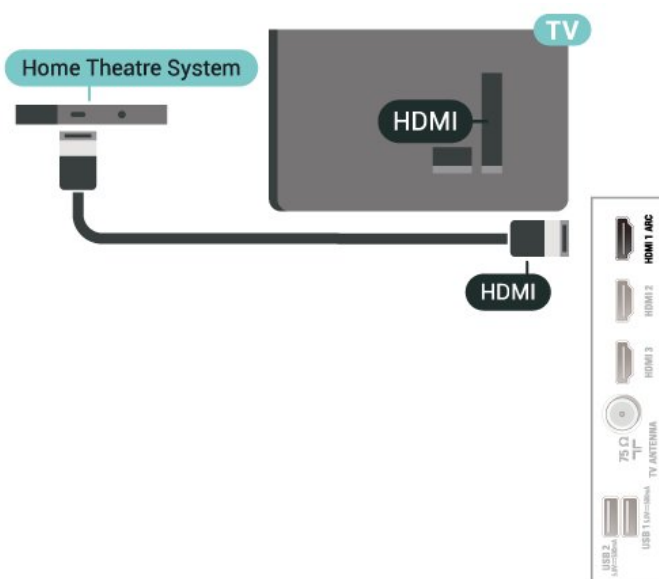 TV
Home Theatre System
HDMI
HDMI
HDMI 1 ARC
HDMI 2
HDMI 3
75 Ω
TV ANTENNA
USB 2
USB 1